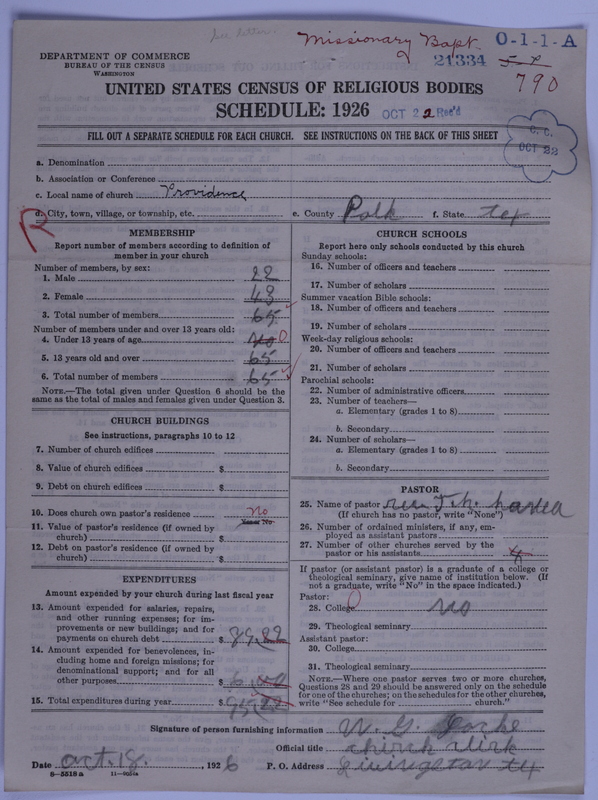 See letter.
Missionary Bapt.
O-1-1-A
21334
790
DEPARTMENT OF COMMERCE
BUREAU OF THE CENSUS
WASHINGTON
UNITED STATES CENSUS OF RELIGIOUS BODIES
SCHEDULE: 1926
OCT 22 Rec'd
C. C.
OCT 22
FILL OUT A SEPARATE SCHEDULE FOR EACH CHURCH. SEE INSTRUCTIONS ON THE BACK OF THIS SHEET
a. Denomination
b. Association or Conference
c. Local name of church Providence
R
d. City, town, village, or township, etc. e. County Polk f. State Tex
MEMBERSHIP
Report number of members according to definition of
member in your church
Number of members, by sex:
1. Male 22
2. Female 43
3. Total number of members 65
Number of members under and over 13 years old:
4. Under 13 years of age No 0
5. 13 years old and over 65
6. Total number of members 65
NOTE.—The total given under Question 6 should be
same as the total of males and females given under Question 3.
CHURCH BUILDINGS
See instructions, paragraphs 10 to 12
7. Number of church edifices
8. Value of church edifices $
9. Debt on church edifices $
10. Does church own pastor's residence? no
Yes or No
11. Value of pastor's residence (if owned by
church) $
12. Debt on pastor's residence (if owned by
church) $
EXPENDITURES
Amount expended by your church during last fiscal year
13. Amount expended for salaries, repairs,
and other running expenses; for im-
provements or new buildings; and for
payments on church debt $ 89.22
14. Amount expended for benevolences, in-
cluding home and foreign missions; for
denominational support; and for all
other purposes $ 6.00
15. Total expenditures during year $ 95.22
CHURCH SCHOOLS
Report here only schools conducted by this church
Sunday schools:
16. Number of officers and teachers
17. Number of scholars
Summer vacation Bible schools:
18. Number of officers and teachers
19. Number of scholars
Week-day religious schools:
20. Number of officers and teachers
21. Number of scholars
Parochial schools:
22. Number of administrative officers
23. Number of teachers—
a. Elementary (grades 1 to 8)
b. Secondary
24. Number of scholars—
a. Elementary (grades 1 to 8)
b. Secondary
PASTOR
25. Name of pastor
(If church has no pastor, write "None")
26. Number of ordained ministers, if any, em-
ployed as assistant pastors
27. Number of other churches served by the
pastor or his assistants 4
If pastor (or assistant pastor) is a graduate of a college or
theological seminary, give name of institution below. (If
not a graduate, write "No" in the space indicated.)
Pastor:
28. College no
29. Theological seminary
Assistant pastor:
30. College
31. Theological seminary
NOTE.—Where one pastor serves two or more churches,
Questions 28 and 29 should be answered only on the schedule
for one of the churches; on the schedules for the other churches,
write "See schedule for church."
Signature of person furnishing information W. G.
Official title church clerk
Date Oct. 18, 1926 P. O. Address Livingston Tex
8-5518 a